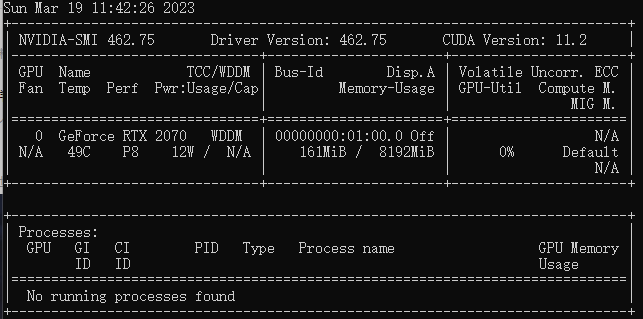 Sun Mar 19 11:42:26 2023
+-----------------------------------------------------------------------------+
| NVIDIA-SMI 462.75       Driver Version: 462.75       CUDA Version: 11.2     |
|-------------------------------+----------------------+----------------------+
| GPU  Name            TCC/WDDM | Bus-Id        Disp.A | Volatile Uncorr. ECC |
| Fan  Temp  Perf  Pwr:Usage/Cap|         Memory-Usage | GPU-Util  Compute M. |
|                               |                      |               MIG M. |
|===============================+======================+======================|
|   0  GeForce RTX 2070   WDDM  | 00000000:01:00.0 Off |                  N/A |
| N/A   49C    P8    12W /  N/A |    161MiB /  8192MiB |      0%      Default |
|                               |                      |                  N/A |
+-------------------------------+----------------------+----------------------+
+-----------------------------------------------------------------------------+
| Processes:                                                                  |
|  GPU   GI   CI        PID   Type   Process name                  GPU Memory |
|        ID   ID                                                   Usage      |
|=============================================================================|
|  No running processes found                                                 |
+-----------------------------------------------------------------------------+